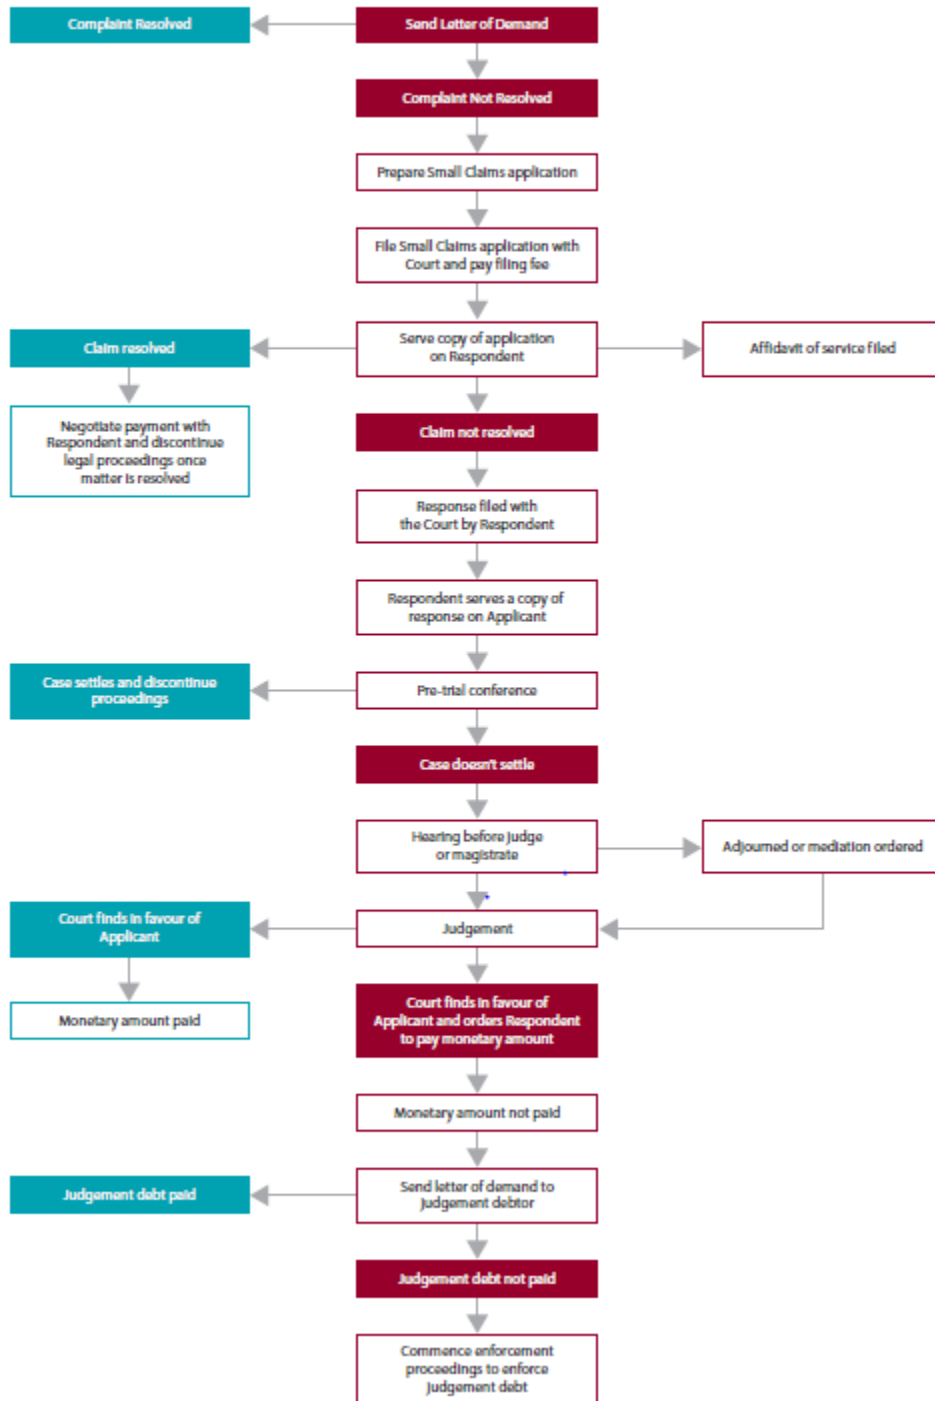 Complaint Resolved
Send Letter of Demand
Complaint Not Resolved
Prepare Small Claims application
File Small Claims application with
Court and pay filing fee
Claim resolved
Serve copy of application
on Respondent
Affidavit of service filed
Negotiate payment with
Respondent and discontinue
legal proceedings once
matter is resolved
Claim not resolved
Response filed with
the Court by Respondent
Respondent serves a copy of
response on Applicant
Case settles and discontinue
proceedings
Pre-trial conference
Case doesn't settle
Hearing before judge
or magistrate
Adjourned or mediation ordered
Court finds in favour of
Applicant
Judgement
Monetary amount paid
Court finds in favour of
Applicant and orders Respondent
to pay monetary amount
Monetary amount not paid
Judgement debt paid
Send letter of demand to
judgement debtor
Judgement debt not paid
Commence enforcement
proceedings to enforce
judgement debt